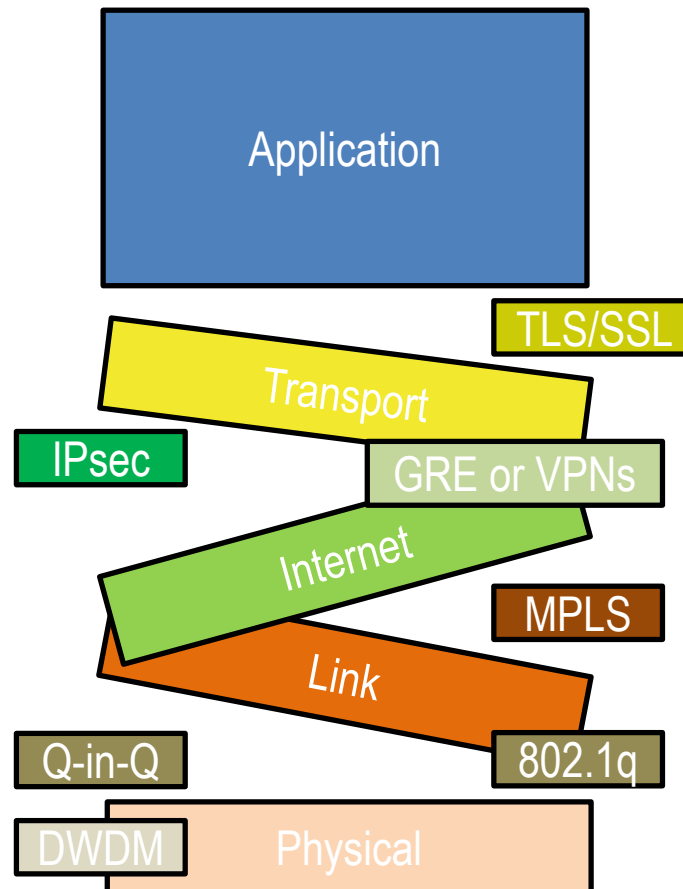 Application
TLS/SSL
Transport
IPsec
GRE or VPNs
Internet
MPLS
Link
Q-in-Q
802.1q
DWDM
Physical